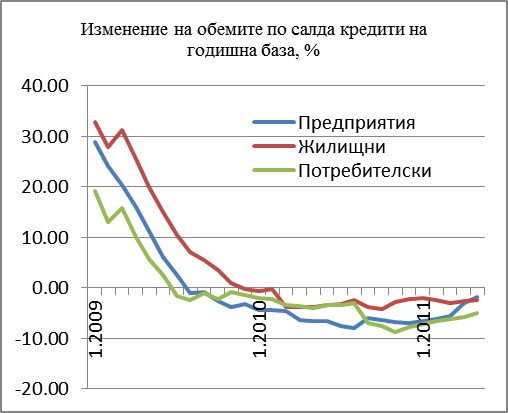 Изменение на обемите по салда кредити на
годишна база, %
40.00
30.00
20.00
10.00
0.00
-10.00
-20.00
Предприятия
Жилищни
Потребителски
1.2009
1.2010
1.2011